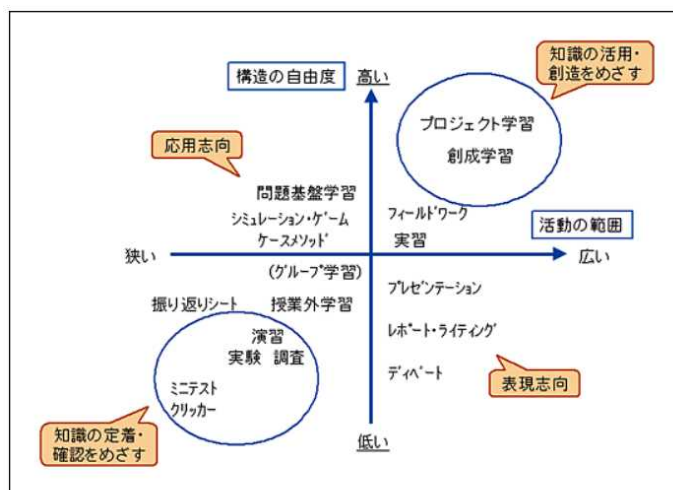 構造の自由度
高い
知識の活用・
創造をめざす
プロジェクト学習
創成学習
応用志向
問題基盤学習
シミュレーション・ゲーム
ケースメソッド
フィールドワーク
実習
活動の範囲
狭い
広い
(グループ学習)
プレゼンテーション
振り返りシート
授業外学習
レポート・ライティング
演習
実験 調査
ディベート
表現志向
ミニテスト
クリッカー
知識の定着・
確認をめざす
低い